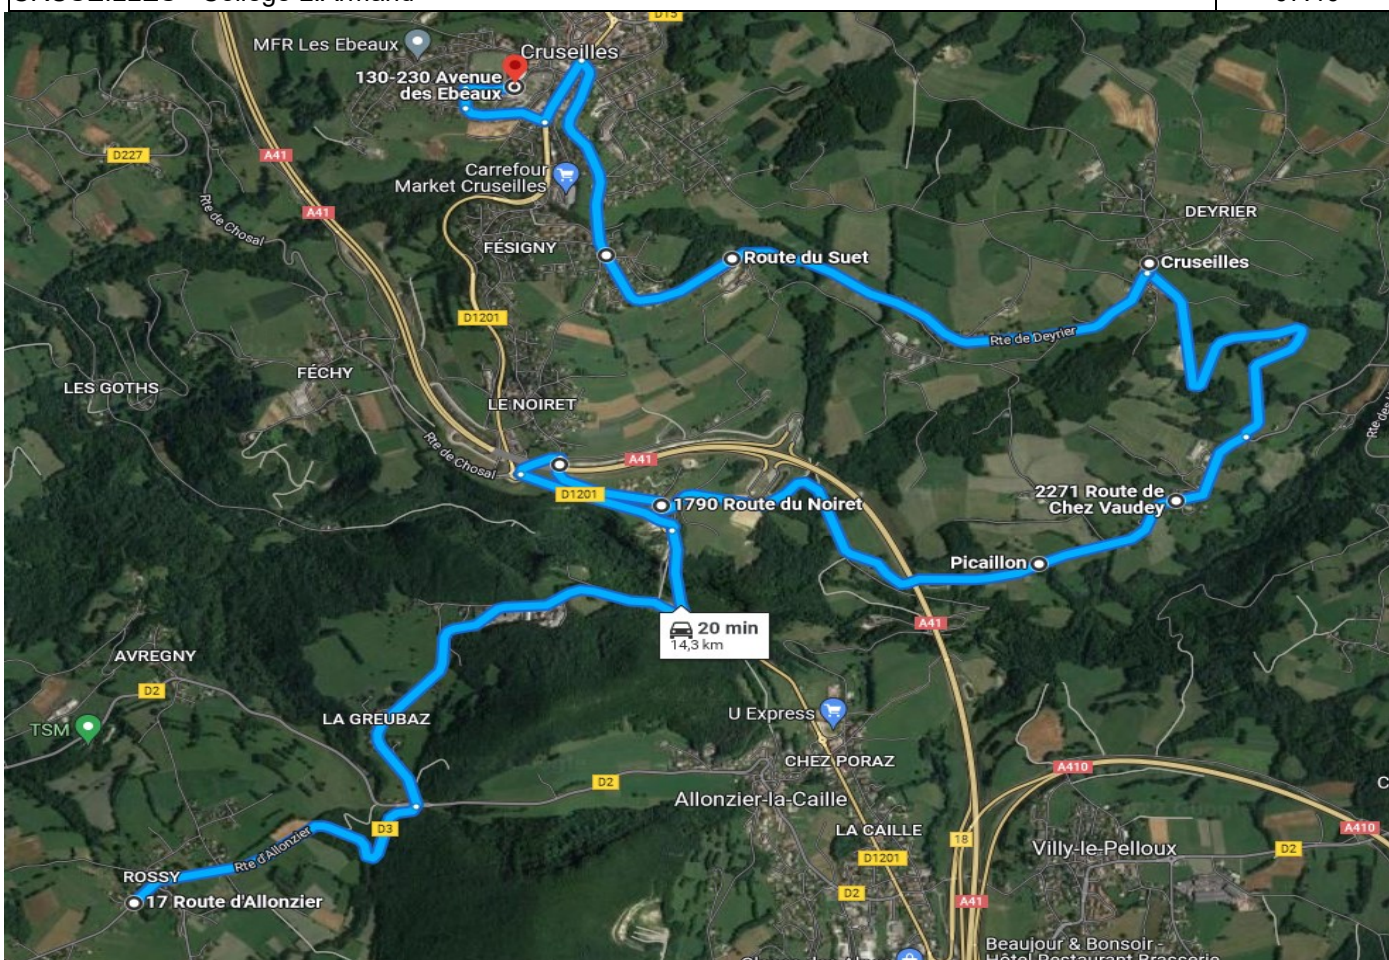 D15
MFR Les Ebeaux
Cruseilles
130-230 Avenue
des Ebeaux
D227
A41
Carrefour
Market Cruseilles
Rte de Chosal
A41
DEYRIER
FÉSIGNY
Route du Suet
Cruseilles
D1201
Rte de Deyrier
FÉCHY
LES GOTHS
LE NOIRET
Rte de Chosal
A41
D1201
1790 Route du Noiret
2271 Route de
Chez Vaudey
Picaillon
A41
20 min
14,3 km
AVREGNY
D2
TSM
LA GREUBAZ
U Express
CHEZ PORAZ
A410
D2
Allonzier-la-Caille
D3
LA CAILLE
A410
18
Rte d'Allonzier
D1201
Villy-le-Pelloux
D2
ROSSY
D2
17 Route d'Allonzier
A41
Beaujour & Bonsoir -
Hôtel Restaurant Brasserie